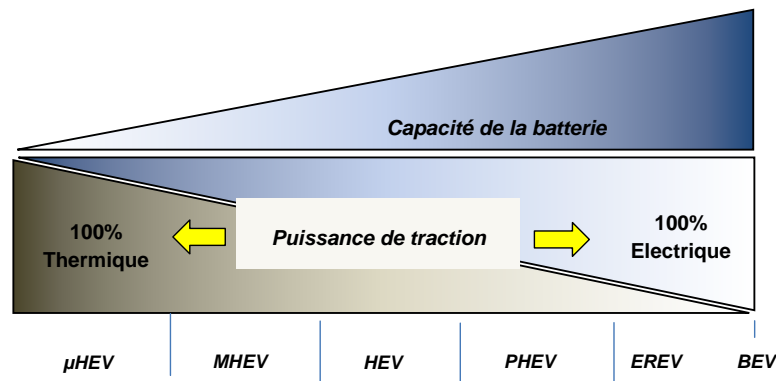 Capacité de la batterie
100%
Thermique
Puissance de traction
100%
Electrique
µHEV MHEV HEV PHEV EREV BEV